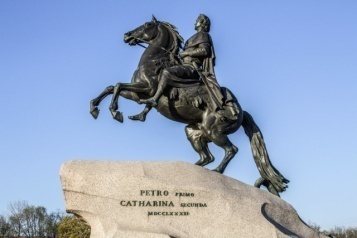 PETRO PRIMO
CATHARINA SECUNDA
MDCCLXXXII